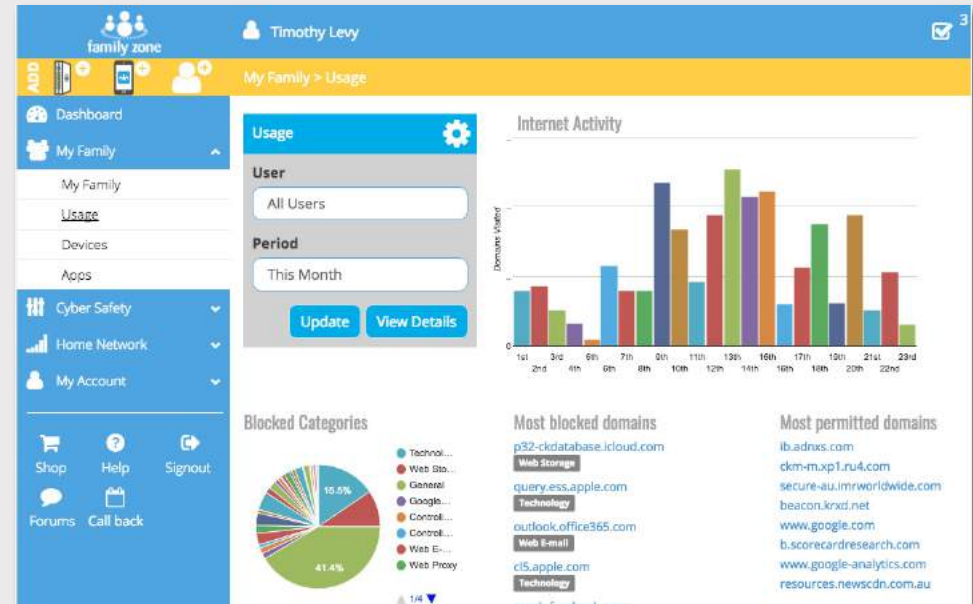 family zone
Timothy Levy
3
ADD
My Family > Usage
Dashboard
My Family
My Family
Usage
Devices
Apps
Cyber Safety
Home Network
My Account
Shop
Help
Signout
Forums
Call back
Usage
User
All Users
Period
This Month
Update
View Details
Internet Activity
Domains Visited
0
1st 3rd 6th 7th 9th 11th 13th 16th 17th 19th 21st 23rd
2nd 4th 6th 8th 10th 12th 14th 16th 18th 20th 22nd
Blocked Categories
15.5%
41.4%
Technol...
Web Sto...
General
Google...
Controll...
Controll...
Web E-...
Web Proxy
1/4
Most blocked domains
p32-ckdatabase.icloud.com
Web Storage
query.ess.apple.com
Technology
outlook.office365.com
Web E-mail
cl5.apple.com
Technology
Most permitted domains
ib.adnxs.com
ckm-m.xp1.ru4.com
secure-au.imrworldwide.com
beacon.krxd.net
www.google.com
b.scorecardresearch.com
www.google-analytics.com
resources.newscdn.com.au